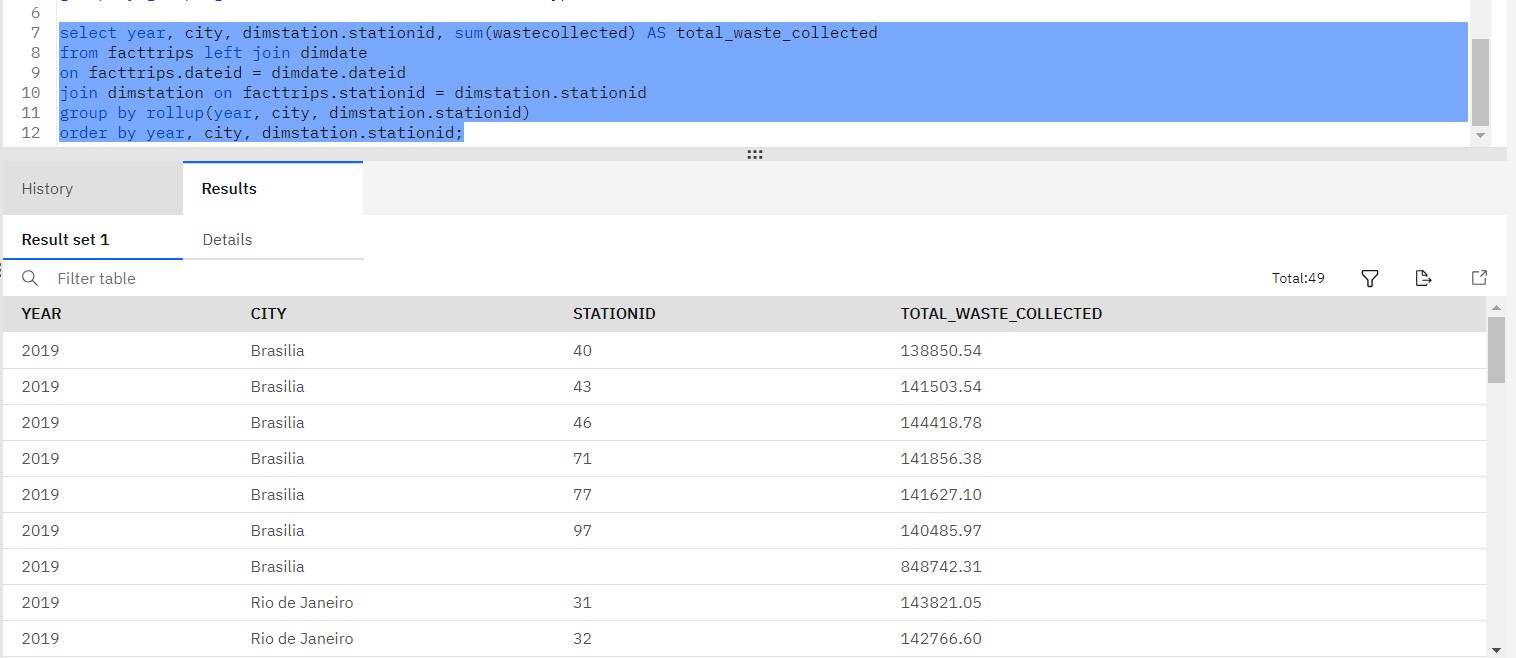 6
7 select year, city, dimstation.stationid, sum(wastecollected) AS total_waste_collected
8 from facttrips left join dimdate
9 on facttrips.dateid = dimdate.dateid
10 join dimstation on facttrips.stationid = dimstation.stationid
11 group by rollup(year, city, dimstation.stationid)
12 order by year, city, dimstation.stationid;
History Results
Result set 1 Details
Filter table Total:49
YEAR CITY STATIONID TOTAL_WASTE_COLLECTED
2019 Brasilia 40 138850.54
2019 Brasilia 43 141503.54
2019 Brasilia 46 144418.78
2019 Brasilia 71 141856.38
2019 Brasilia 77 141627.10
2019 Brasilia 97 140485.97
2019 Brasilia 848742.31
2019 Rio de Janeiro 31 143821.05
2019 Rio de Janeiro 32 142766.60